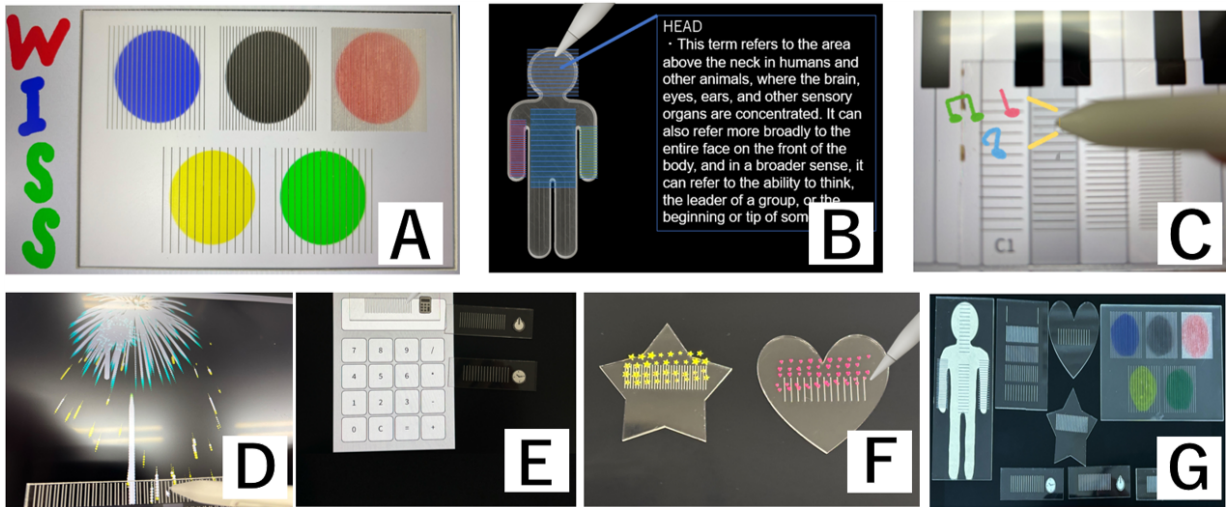 W
I
S
S
A
HEAD
・This term refers to the area
above the neck in humans and
other animals, where the brain,
eyes, ears, and other sensory
organs are concentrated. It can
also refer more broadly to the
entire face on the front of the
body, and in a broader sense, it
can refer to the ability to think,
the leader of a group, or the
beginning or tip of som
B
C1
C
D
7 8 9 /
4 5 6 *
1 2 3 -
0 C = +
E
F
G